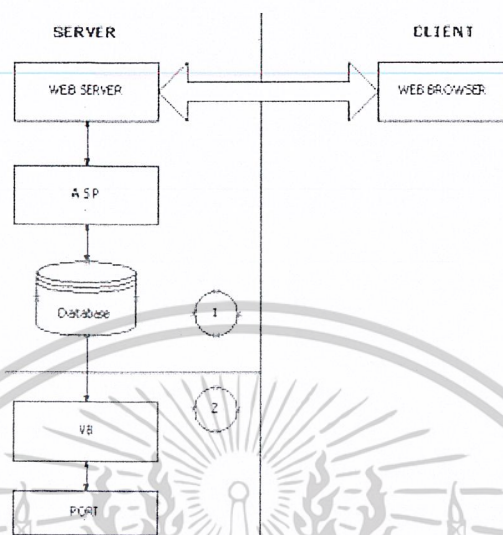 SERVER CLIENT
WEB SERVER WEB BROWSER
ASP
Database
1
2
VB
PORT